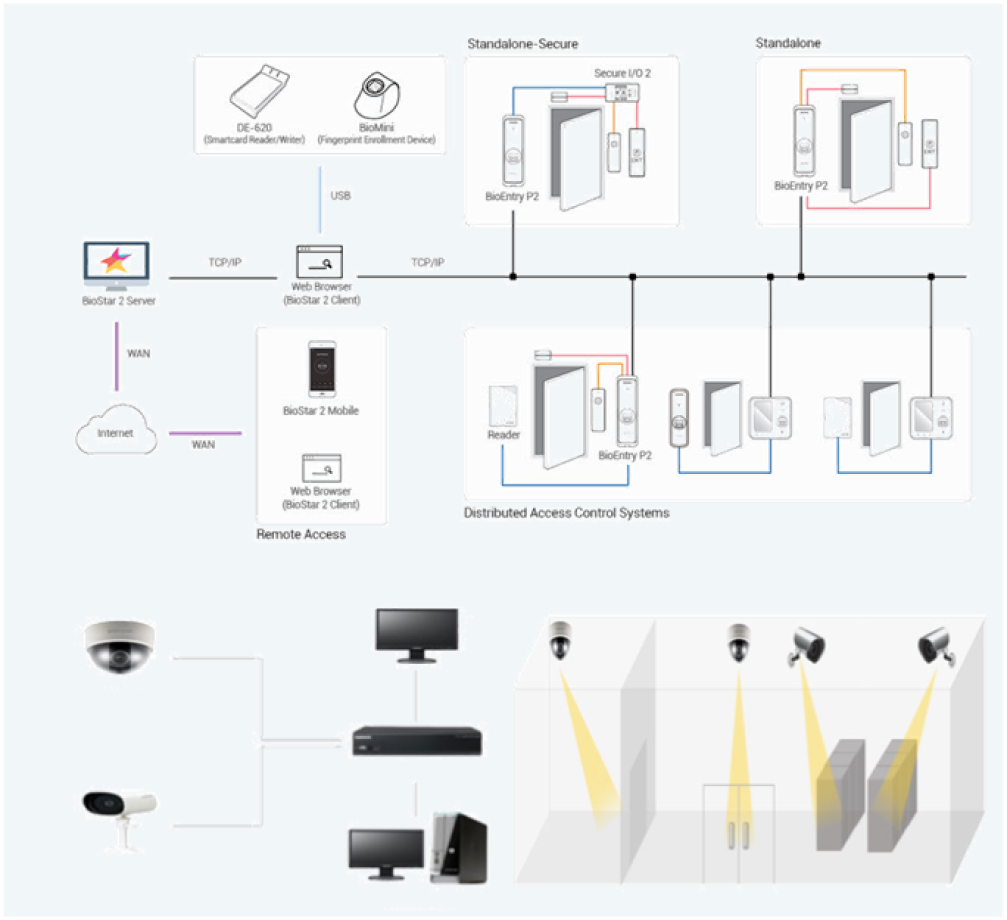 Standalone-Secure
Standalone
Secure I/O 2
DE-620
(Smartcard Reader/Writer)
BioMini
(Fingerprint Enrollment Device)
BioEntry P2
BioEntry P2
USB
TCP/IP
TCP/IP
BioStar 2 Server
Web Browser
(BioStar 2 Client)
WAN
Internet
WAN
BioStar 2 Mobile
Web Browser
(BioStar 2 Client)
Remote Access
Reader
BioEntry P2
Distributed Access Control Systems